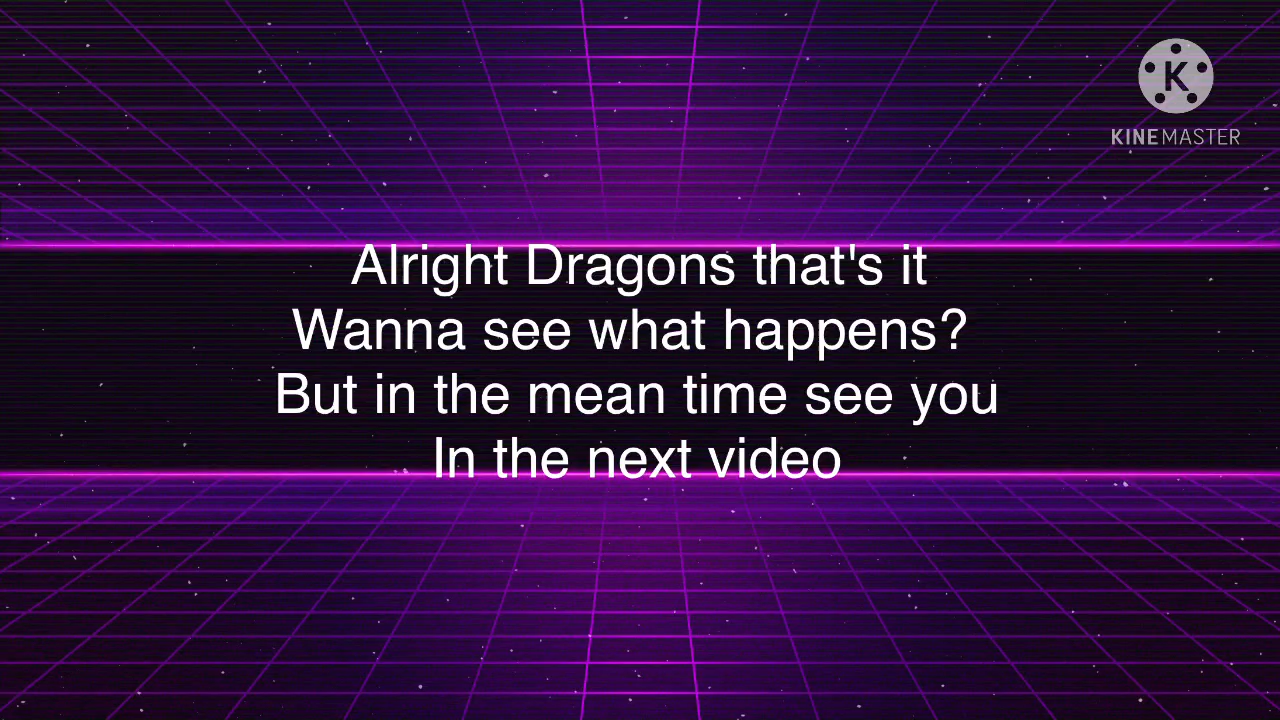 K
KINEMASTER
Alright Dragons that's it
Wanna see what happens?
But in the mean time see you
In the next video